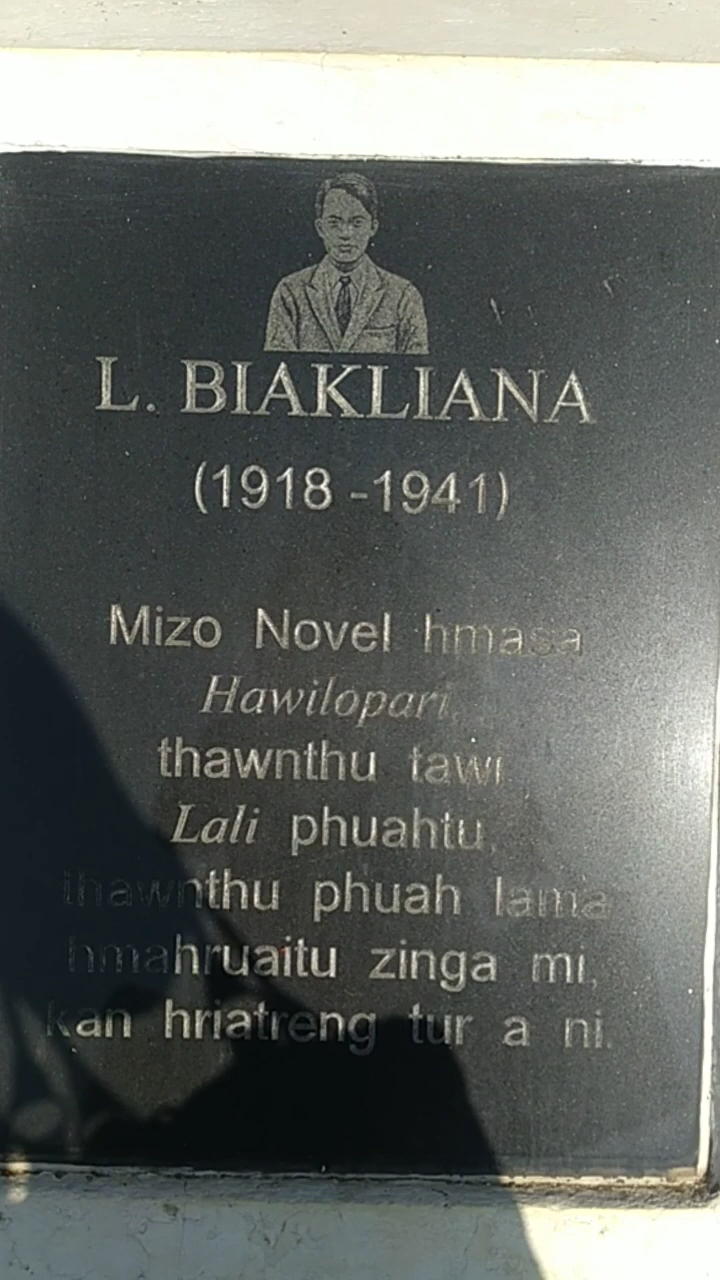 L. BIAKLIANA
(1918 -1941)
Mizo Novel hmasa
Hawilopari,
thawnthu tawi
Lali phuahtu,
thawnthu phuah lama
hmahruaitu zinga mi,
kan hriatreng tur a ni.